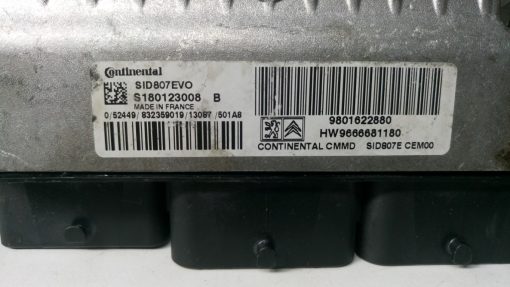 Continental
SID807EVO
S180123008 B
MADE IN FRANCE
0/52449/832359019/13087/501A8
9801622880
HW9666681180
CONTINENTAL CMMD SID807E CEM00